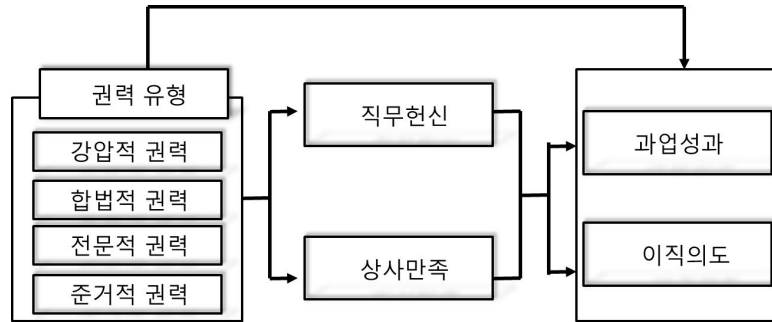 권력 유형
강압적 권력
합법적 권력
전문적 권력
준거적 권력
직무헌신
상사만족
과업성과
이직의도